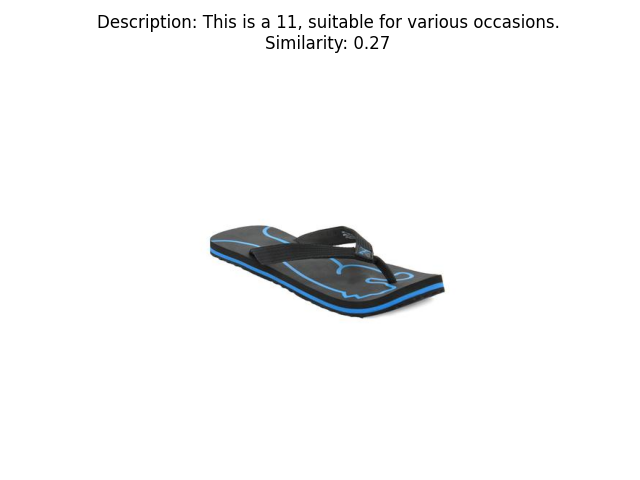 Description: This is a 11, suitable for various occasions.
Similarity: 0.27